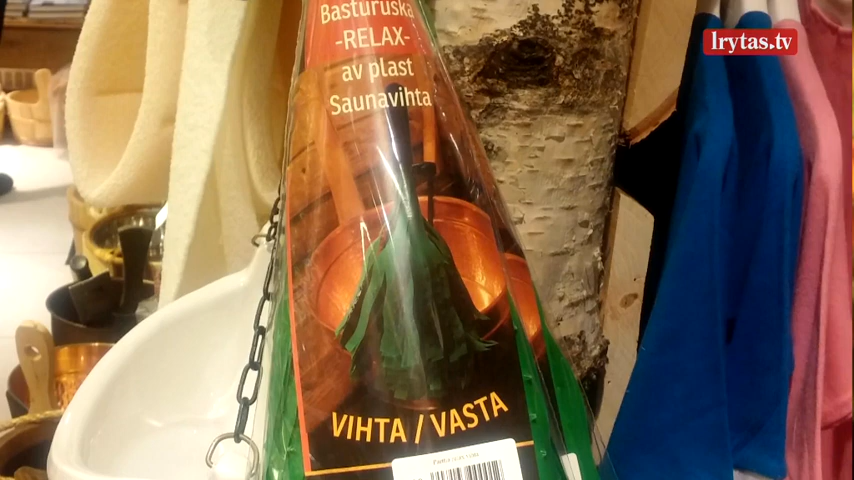 lrytas.tv
Basturuska
-RELAX-
av plast
Saunavihta
VIHTA / VASTA